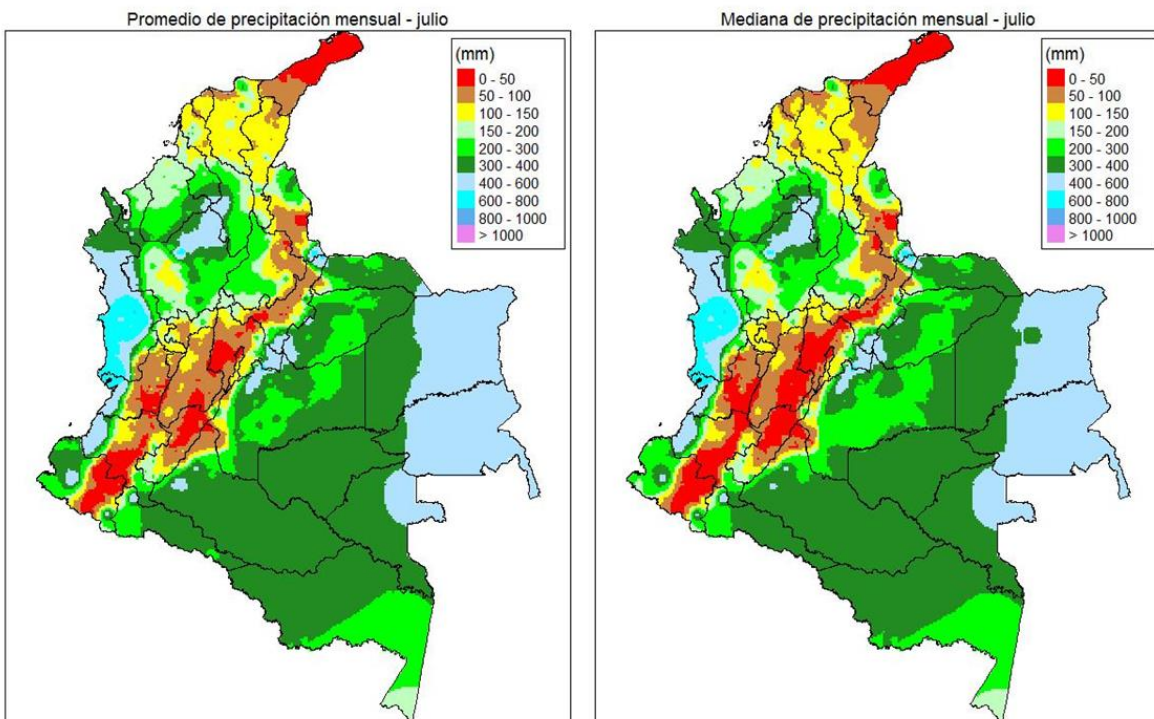 Promedio de precipitación mensual - julio
(mm)
0 - 50
50 - 100
100 - 150
150 - 200
200 - 300
300 - 400
400 - 600
600 - 800
800 - 1000
> 1000
Mediana de precipitación mensual - julio
(mm)
0 - 50
50 - 100
100 - 150
150 - 200
200 - 300
300 - 400
400 - 600
600 - 800
800 - 1000
> 1000